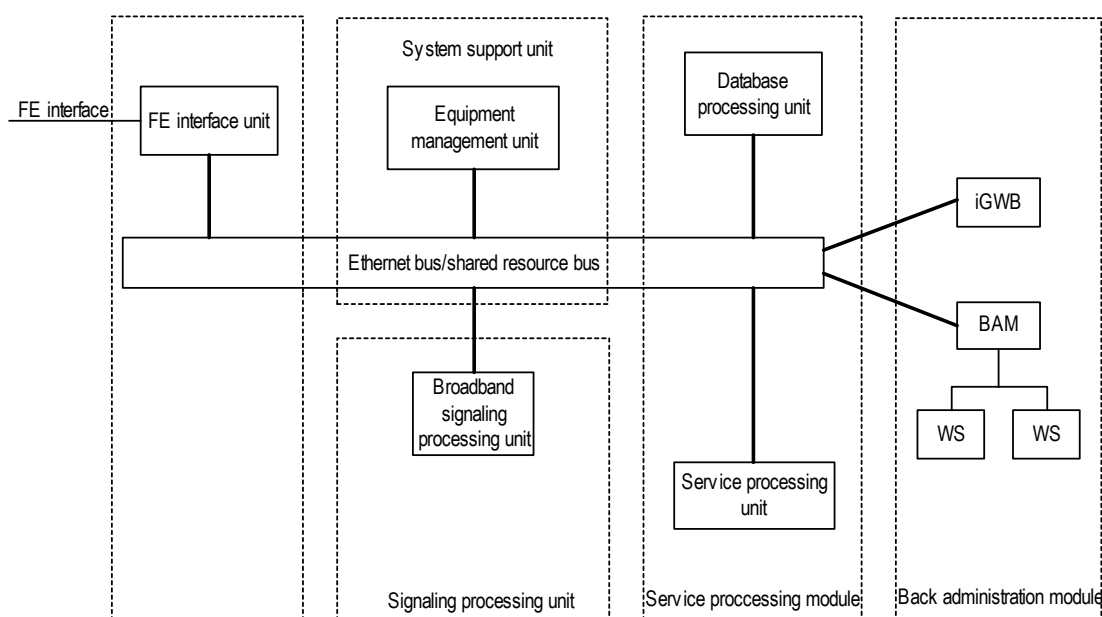 System support unit
FE interface
FE interface unit
Equipment
management unit
Database
processing unit
iGWB
Ethernet bus/shared resource bus
BAM
Broadband
signaling
processing unit
WS
WS
Service processing
unit
Signaling processing unit
Service proccessing module
Back administration module